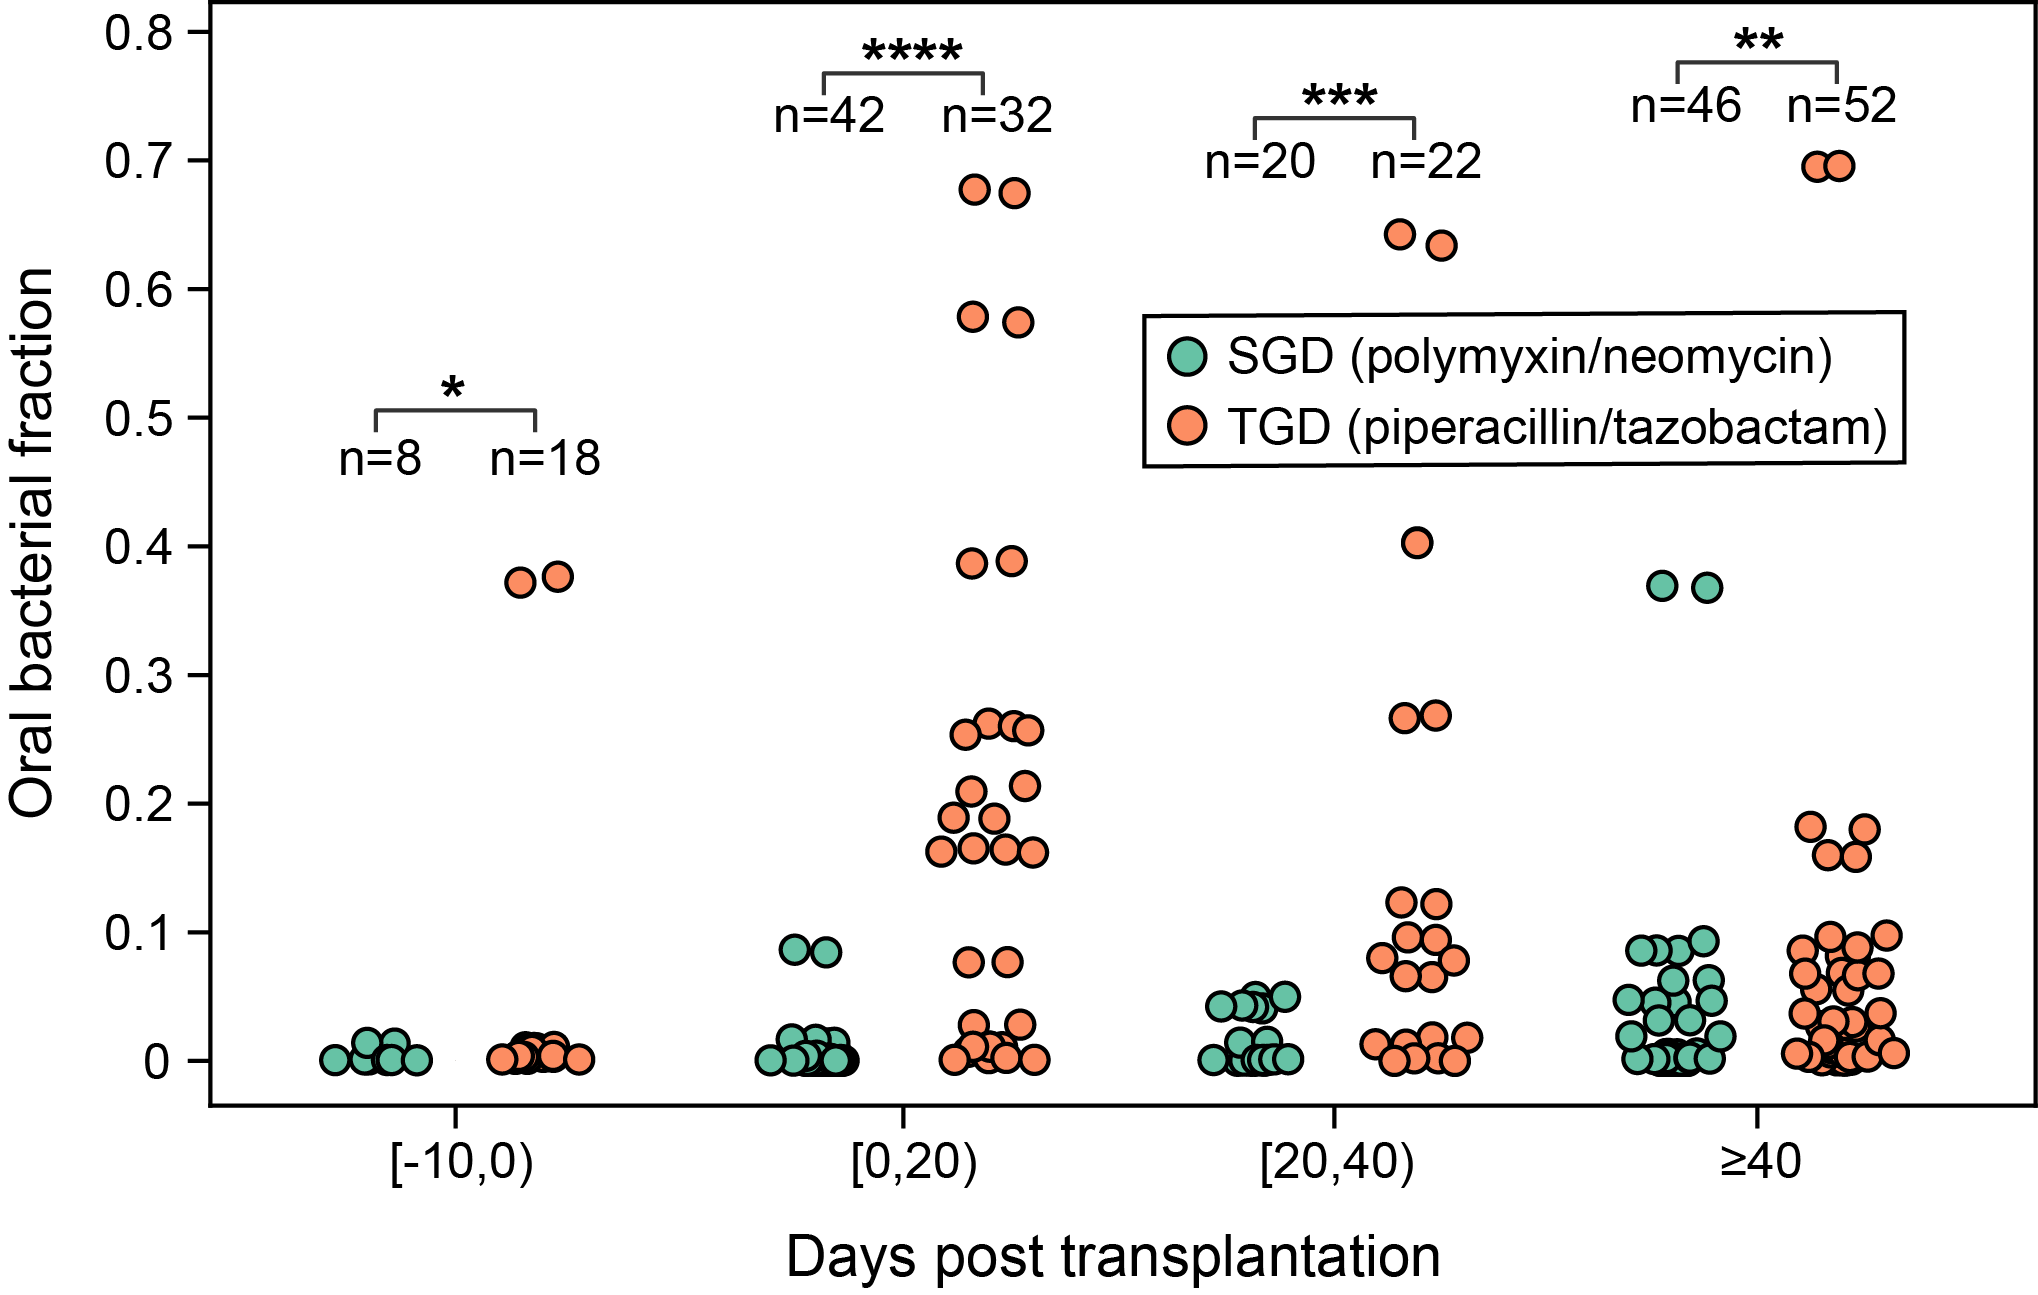 Oral bacterial fraction
0.8
0.7
0.6
0.5
0.4
0.3
0.2
0.1
0
*
n=8 n=18
****
n=42 n=32
***
n=20 n=22
**
n=46 n=52
SGD (polymyxin/neomycin)
TGD (piperacillin/tazobactam)
[-10,0) [0,20) [20,40) ≥40
Days post transplantation